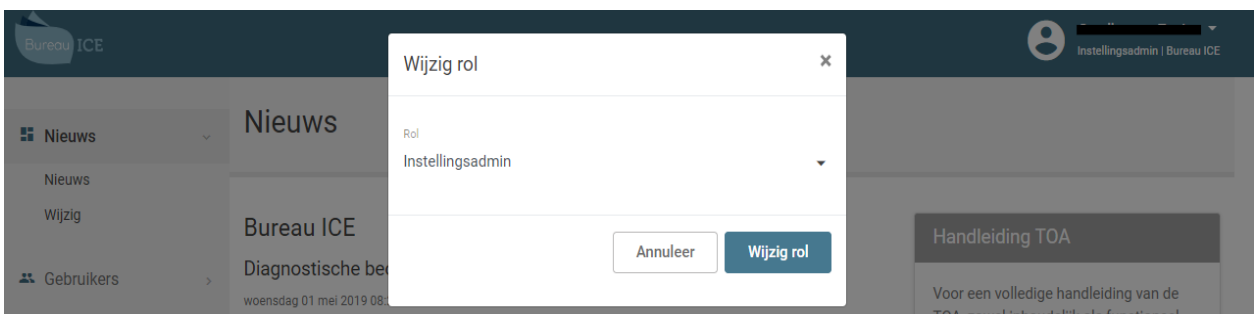 Bureau ICE
Instellingsadmin | Bureau ICE
Wijzig rol
×
Nieuws
Nieuws
Rol
Instellingsadmin
Nieuws
Wijzig
Bureau ICE
Handleiding TOA
Annuleer
Wijzig rol
Gebruikers
Diagnostische
woensdag 01 mei 2019 08:
Voor een volledige handleiding van de